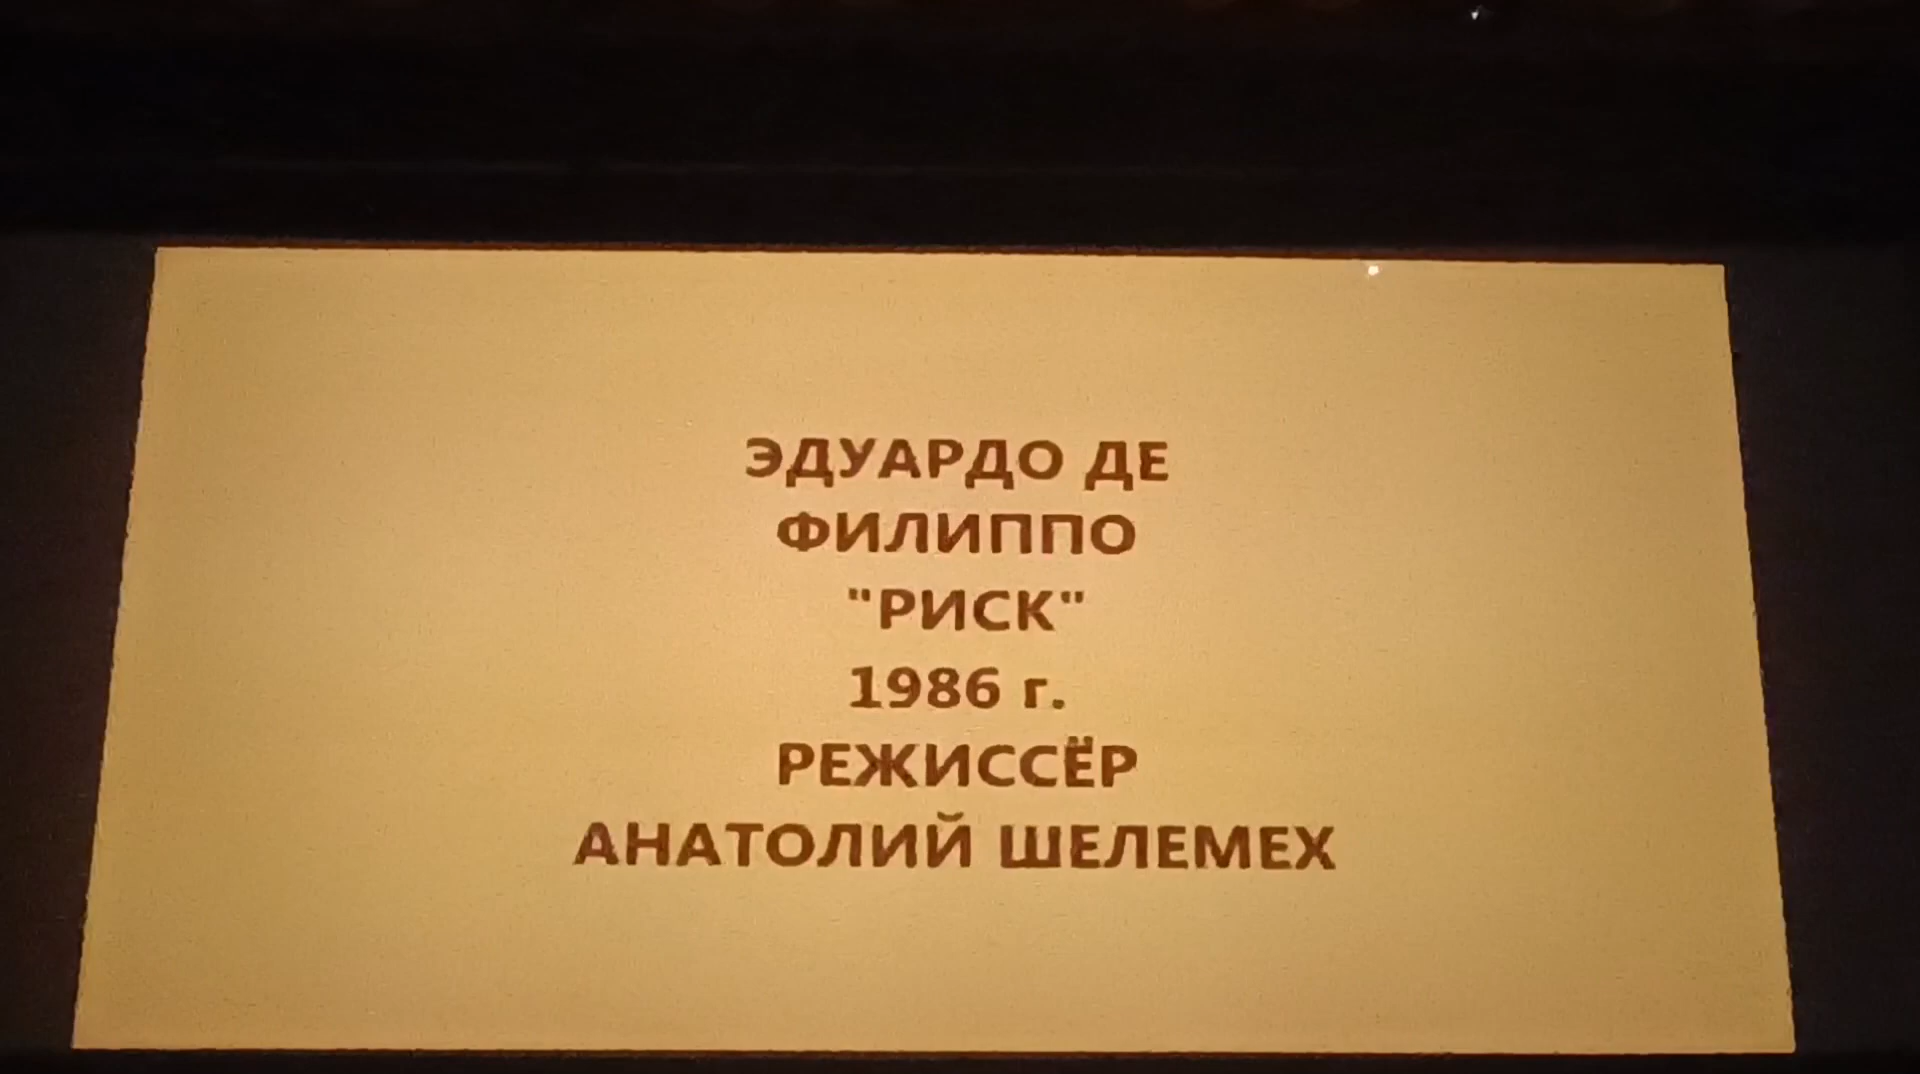 ЭДУАРДО ДЕ
ФИЛИППО
"РИСК"
1986 г.
РЕЖИССЁР
АНАТОЛИЙ ШЕЛЕМЕХ